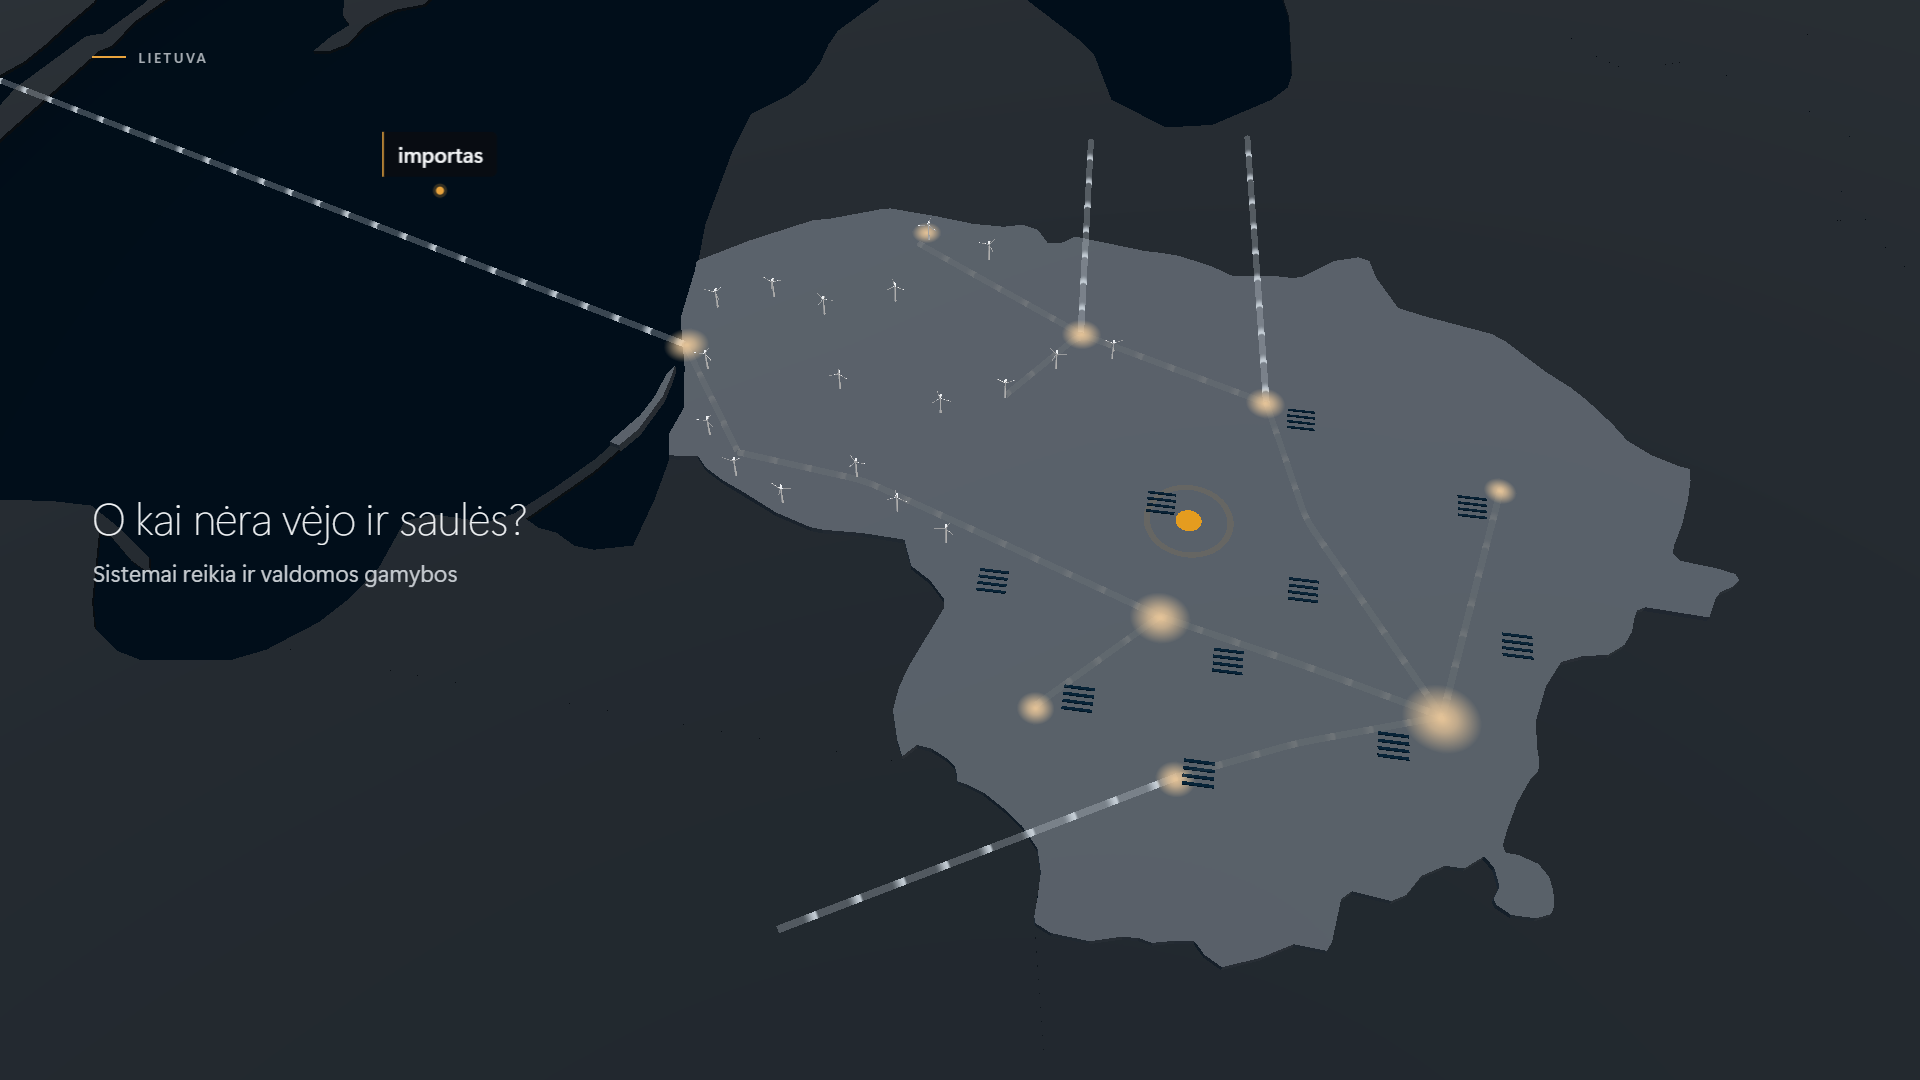 LIETUVA
importas
O kai nėra vėjo ir saulės?
Sistemai reikia ir valdomos gamybos